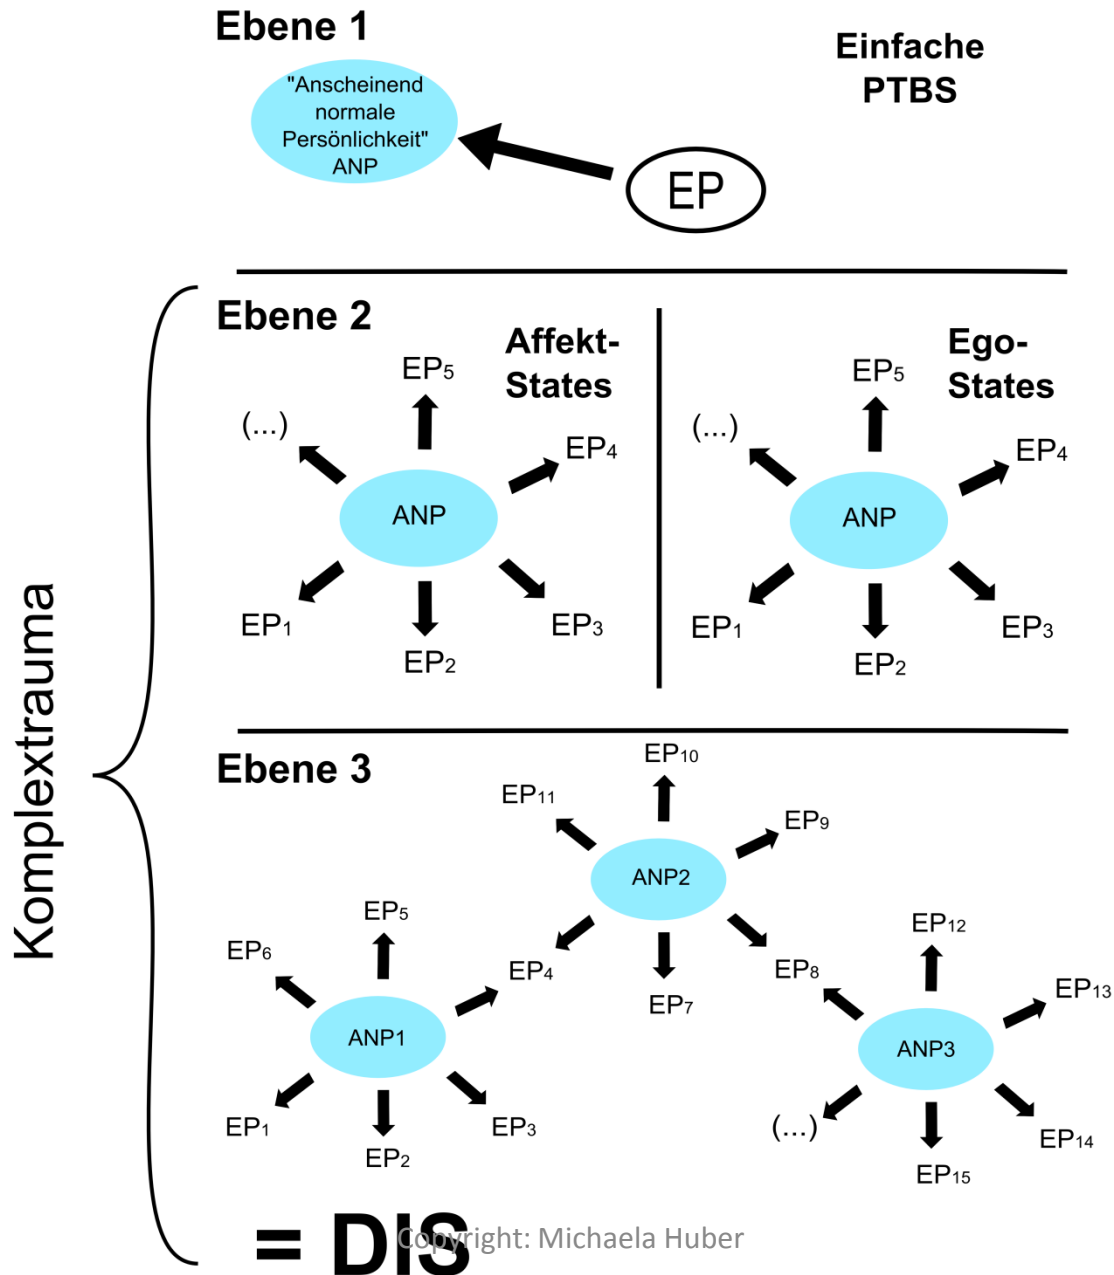 Ebene 1
Einfache
PTBS
"Anscheinend
normale
Persönlichkeit"
ANP
EP
Komplextrauma
Ebene 2
Affekt-
States
EP5
(...)
EP4
ANP
EP1
EP3
EP2
Ego-
States
EP5
(...)
EP4
ANP
EP1
EP3
EP2
Ebene 3
EP10
EP11
EP9
ANP2
EP4
EP8
EP7
EP5
EP6
ANP1
EP1
EP3
EP2
EP12
EP13
ANP3
(...)
EP14
EP15
= DIS
Copyright: Michaela Huber